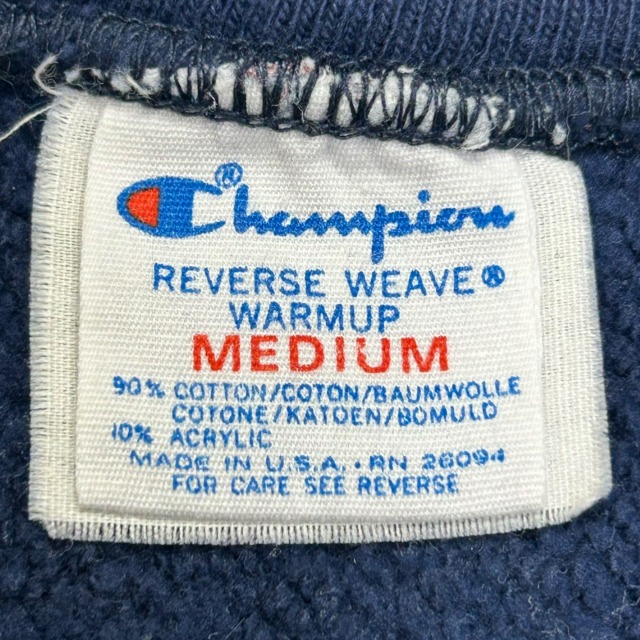 Champion®
REVERSE WEAVE®
WARMUP
MEDIUM
90% COTTON/COTON/BAUMWOLLE
COTONE/KATOEN/BOMULD
10% ACRYLIC
MADE IN U.S.A. • RN 26094
FOR CARE SEE REVERSE